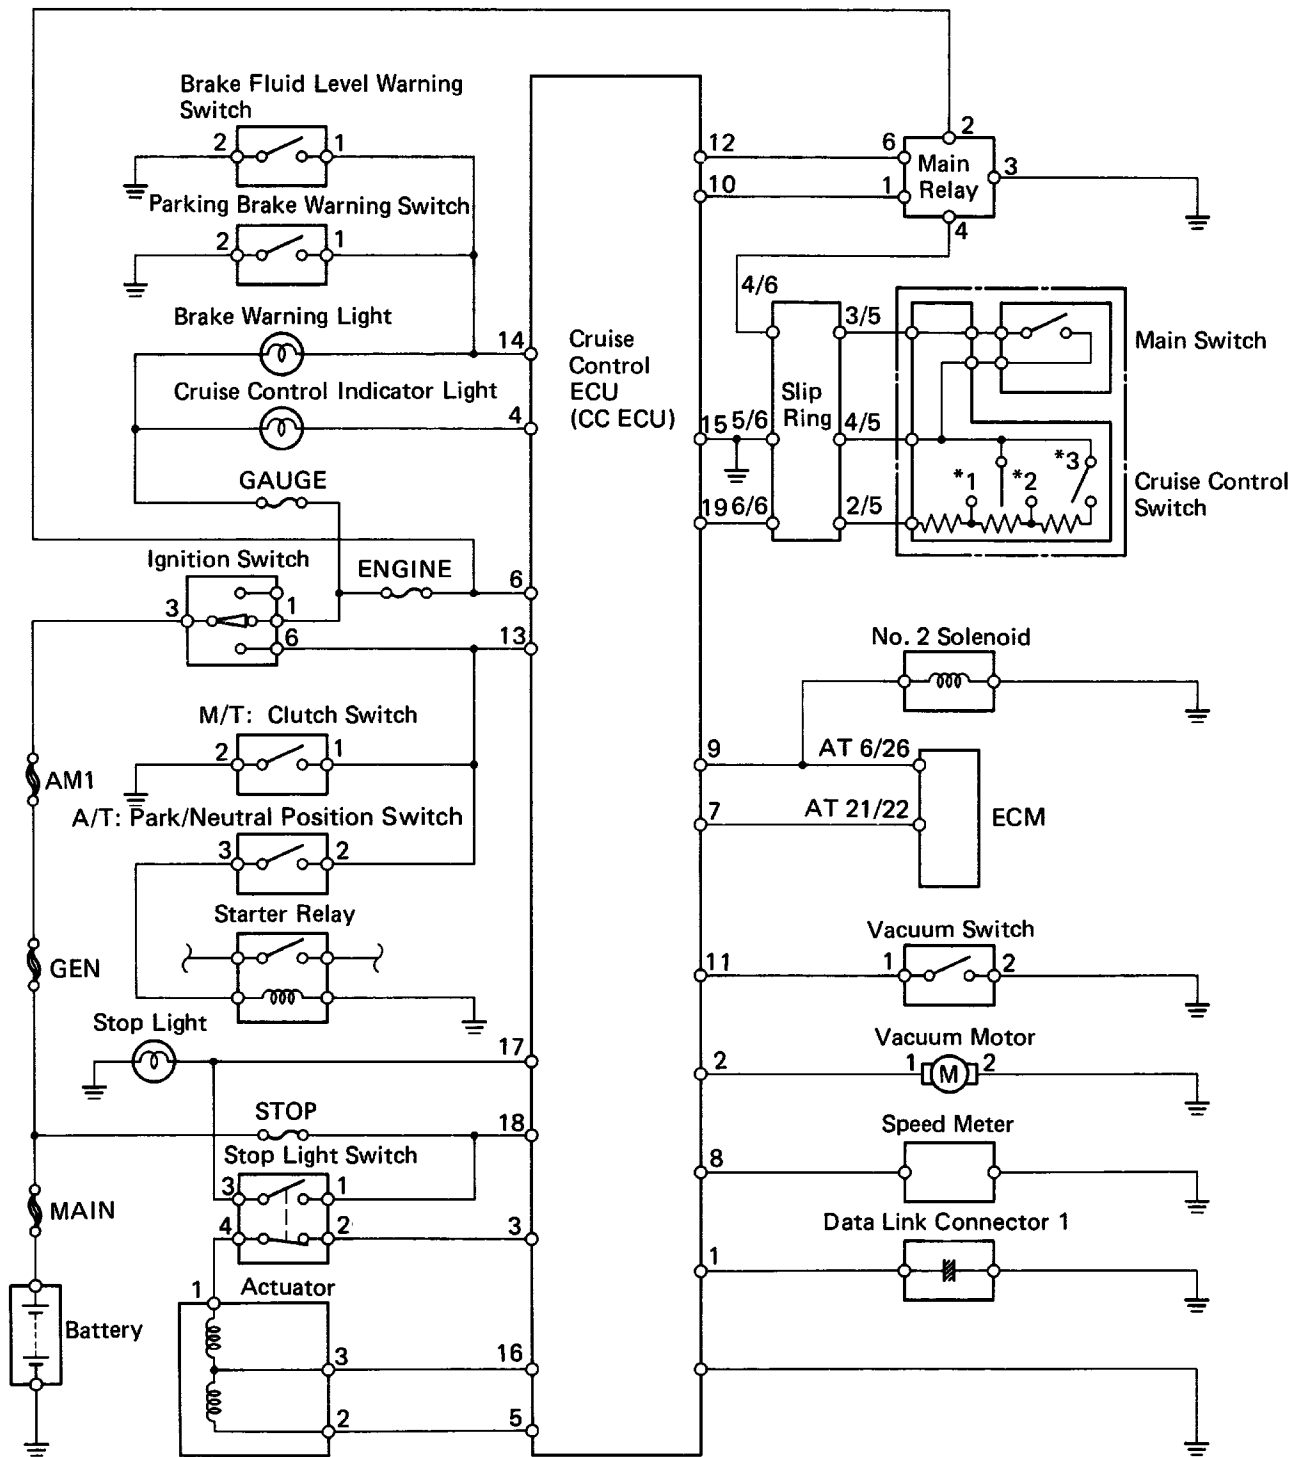 Brake Fluid Level Warning
Switch
2
1
Parking Brake Warning Switch
2
1
Brake Warning Light
14
Cruise Control Indicator Light
4
GAUGE
Ignition Switch
ENGINE
6
3
1
6
13
M/T: Clutch Switch
2
1
AM1
A/T: Park/Neutral Position Switch
3
2
Starter Relay
GEN
Stop Light
17
STOP
18
Stop Light Switch
3
1
MAIN
4
2
3
1
Actuator
Battery
3
16
2
5
Cruise
Control
ECU
(CC ECU)
12
6
2
Main
Relay
3
10
1
4
4/6
3/5
Main Switch
Slip
Ring
15
5/6
4/5
*1
*2
*3
Cruise Control
Switch
19
6/6
2/5
No. 2 Solenoid
9
AT 6/26
7
AT 21/22
ECM
Vacuum Switch
11
1
2
Vacuum Motor
2
1
M
2
Speed Meter
8
Data Link Connector 1
1